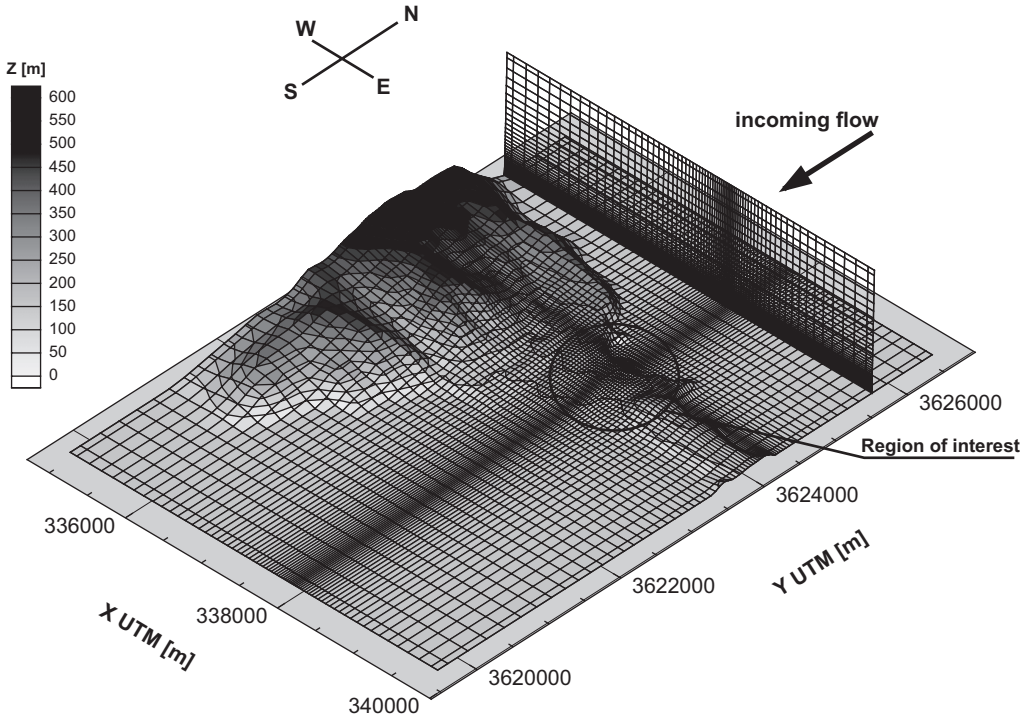 N
W
S
E
Z [m]
600
550
500
450
400
350
300
250
200
150
100
50
0
incoming flow
3626000
Region of interest
3624000
Y UTM [m]
3622000
3620000
336000
338000
340000
X UTM [m]